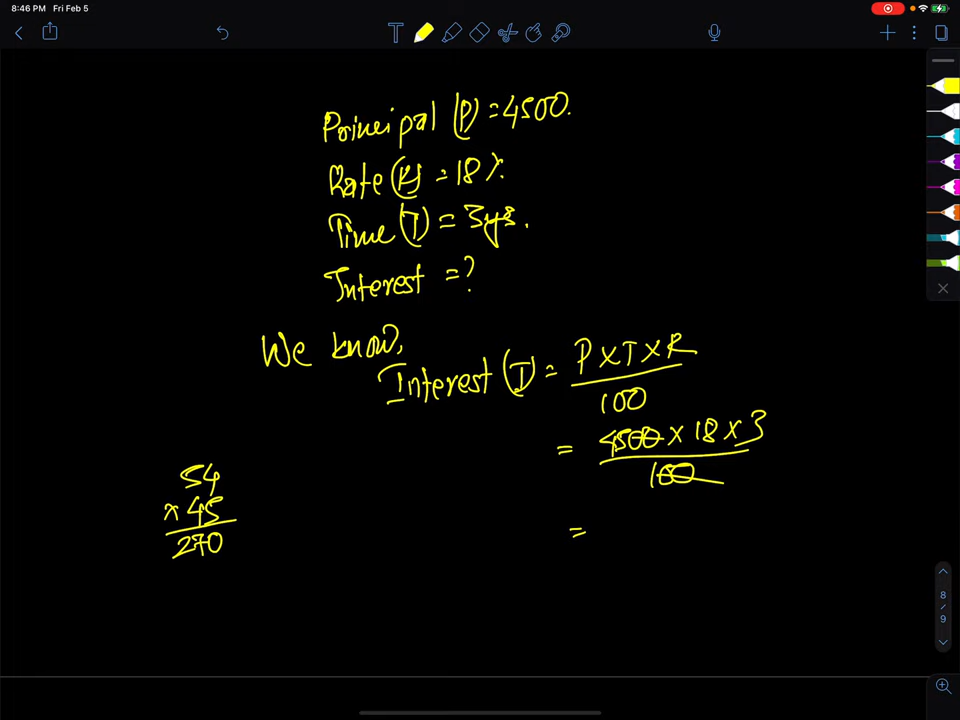 8:46 PM Fri Feb 5
Principal (P) = 4500.
Rate (R) = 18 %
Time (T) = 3yrs.
Interest = ?
We know,
Interest (I) = P x T x R
100
= 4500 x 18 x 3
100
=
54
x 45
270
8
/
9
T